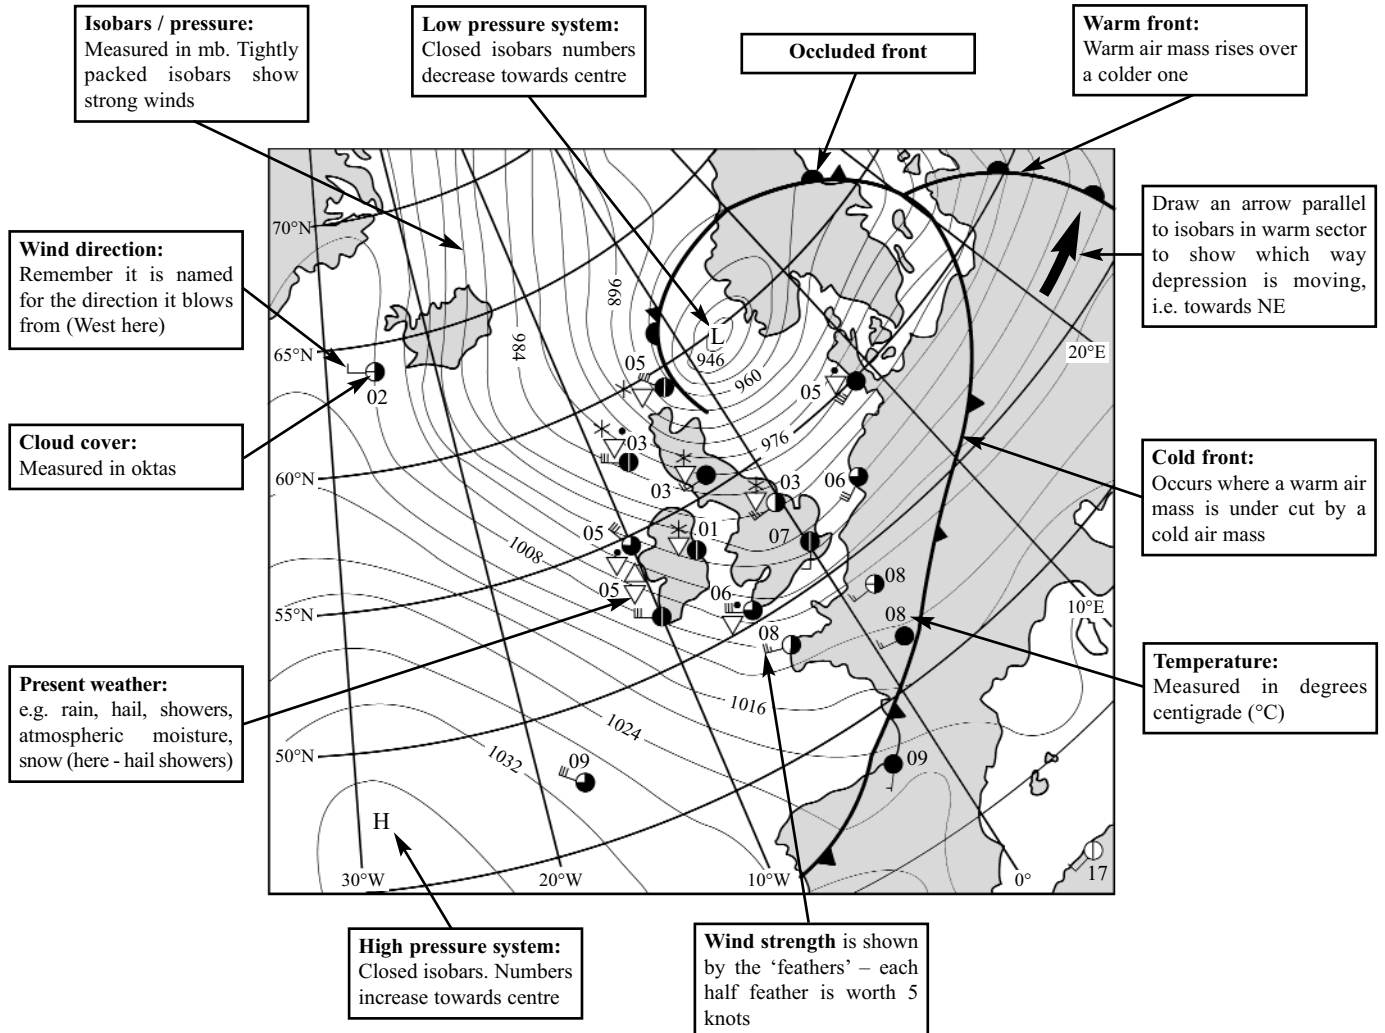 Isobars / pressure:
Measured in mb. Tightly
packed isobars show
strong winds
Low pressure system:
Closed isobars numbers
decrease towards centre
Occluded front
Warm front:
Warm air mass rises over
a colder one
Draw an arrow parallel
to isobars in warm sector
to show which way
depression is moving,
i.e. towards NE
Wind direction:
Remember it is named
for the direction it blows
from (West here)
Cloud cover:
Measured in oktas
Cold front:
Occurs where a warm air
mass is under cut by a
cold air mass
Present weather:
e.g. rain, hail, showers,
atmospheric moisture,
snow (here - hail showers)
Temperature:
Measured in degrees
centigrade (°C)
High pressure system:
Closed isobars. Numbers
increase towards centre
Wind strength is shown
by the ‘feathers’ – each
half feather is worth 5
knots
70°N
968
L
984
65°N
946
20°E
05
960
05
02
976
03
60°N
03
03
06
05
01
07
1008
08
05
06
10°E
55°N
08
08
1016
1024
50°N
1032
09
09
H
17
30°W
20°W
10°W
0°